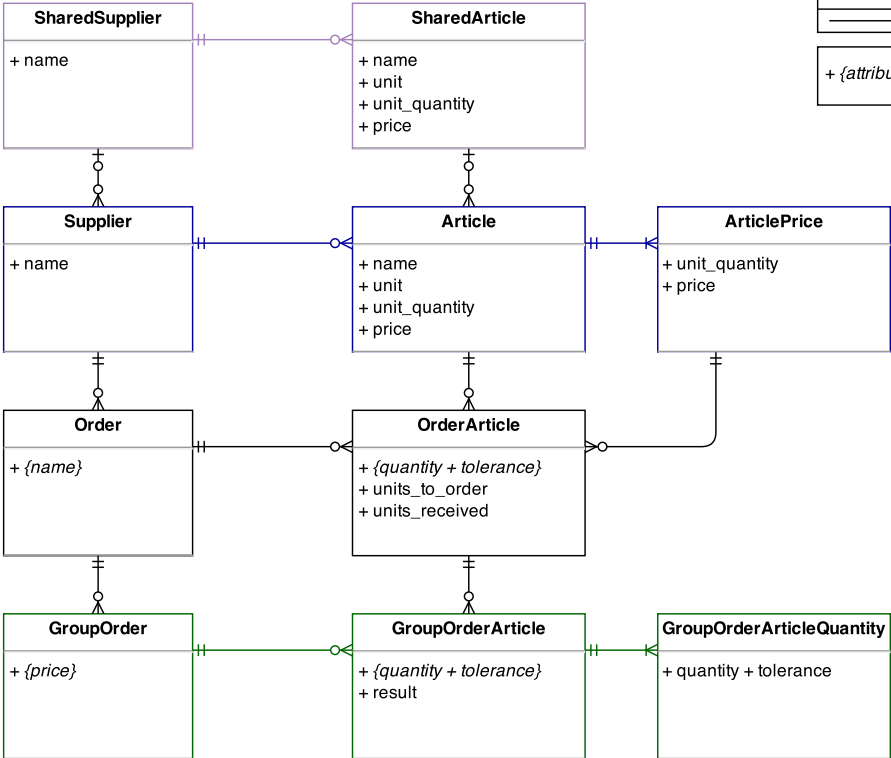 SharedSupplier
+ name
SharedArticle
+ name
+ unit
+ unit_quantity
+ price
+ {attribu
Supplier
+ name
Article
+ name
+ unit
+ unit_quantity
+ price
ArticlePrice
+ unit_quantity
+ price
Order
+ {name}
OrderArticle
+ {quantity + tolerance}
+ units_to_order
+ units_received
GroupOrder
+ {price}
GroupOrderArticle
+ {quantity + tolerance}
+ result
GroupOrderArticleQuantity
+ quantity + tolerance